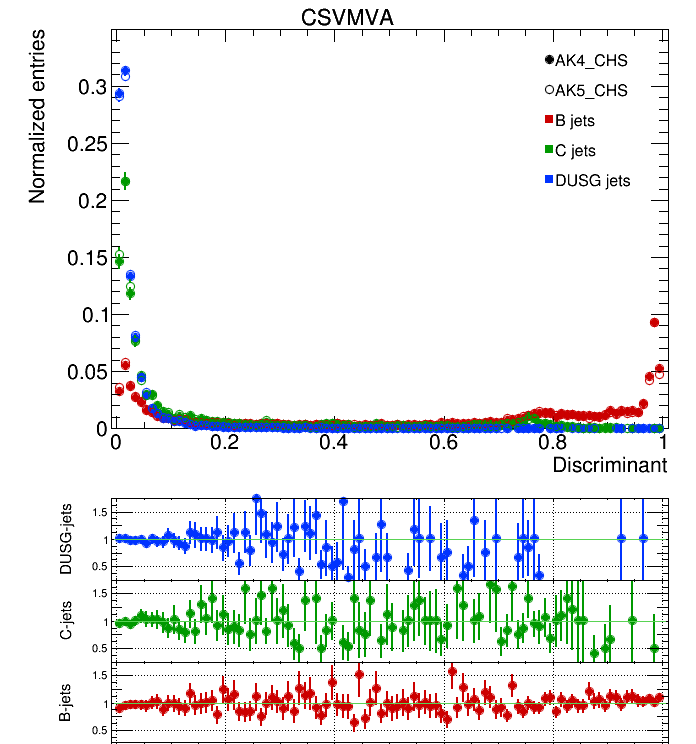 CSVMVA
Normalized entries
0.3
0.25
0.2
0.15
0.1
0.05
0
AK4_CHS
AK5_CHS
B jets
C jets
DUSG jets
0 0.2 0.4 0.6 0.8 1
Discriminant
DUSG-jets
1.5
1
0.5
C-jets
1.5
1
0.5
B-jets
1.5
1
0.5